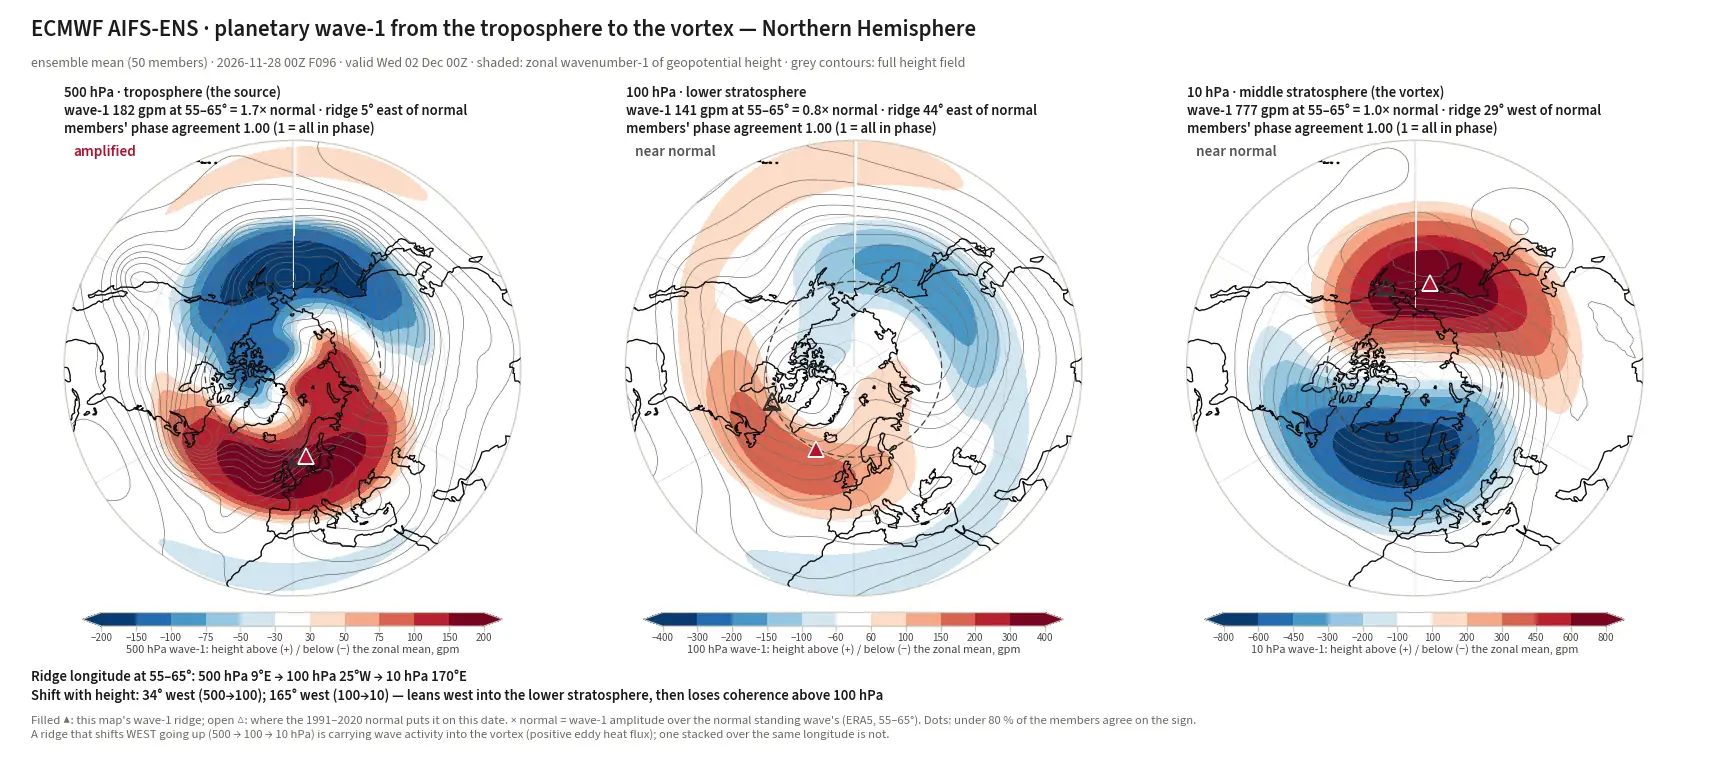 ECMWF AIFS-ENS · planetary wave-1 from the troposphere to the vortex — Northern Hemisphere
ensemble mean (50 members) · 2026-11-28 00Z F096 · valid Wed 02 Dec 00Z · shaded: zonal wavenumber-1 of geopotential height · grey contours: full height field
500 hPa · troposphere (the source)
wave-1 182 gpm at 55–65° = 1.7× normal · ridge 5° east of normal
members' phase agreement 1.00 (1 = all in phase)
amplified
100 hPa · lower stratosphere
wave-1 141 gpm at 55–65° = 0.8× normal · ridge 44° east of normal
members' phase agreement 1.00 (1 = all in phase)
near normal
10 hPa · middle stratosphere (the vortex)
wave-1 777 gpm at 55–65° = 1.0× normal · ridge 29° west of normal
members' phase agreement 1.00 (1 = all in phase)
near normal
−200 −150 −100 −75 −50 −30 30 50 75 100 150 200
500 hPa wave-1: height above (+) / below (−) the zonal mean, gpm
−400 −300 −200 −150 −100 −60 60 100 150 200 300 400
100 hPa wave-1: height above (+) / below (−) the zonal mean, gpm
−800 −600 −450 −300 −200 −100 100 200 300 450 600 800
10 hPa wave-1: height above (+) / below (−) the zonal mean, gpm
Ridge longitude at 55–65°: 500 hPa 9°E → 100 hPa 25°W → 10 hPa 170°E
Shift with height: 34° west (500→100); 165° west (100→10) — leans west into the lower stratosphere, then loses coherence above 100 hPa
Filled ▲: this map's wave-1 ridge; open △: where the 1991–2020 normal puts it on this date. × normal = wave-1 amplitude over the normal standing wave's (ERA5, 55–65°). Dots: under 80 % of the members agree on the sign.
A ridge that shifts WEST going up (500 → 100 → 10 hPa) is carrying wave activity into the vortex (positive eddy heat flux); one stacked over the same longitude is not.